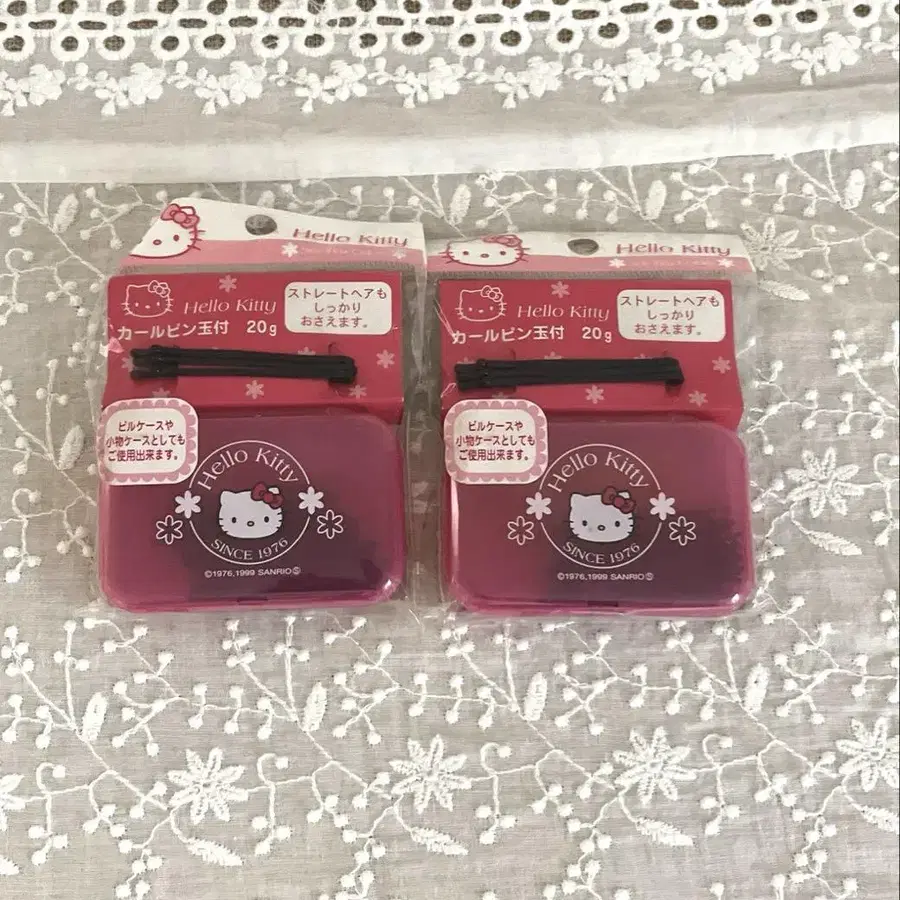 Hello Kitty
Hello Kitty
ストレートヘアも
しっかり
おさえます。
カールピン玉付 20g
ピルケースや
小物ケースとしても
ご使用出来ます。
Hello Kitty
SINCE 1976
©1976,1999 SANRIO
Hello Kitty
Hello Kitty
ストレートヘアも
しっかり
おさえます。
カールピン玉付 20g
ピルケースや
小物ケースとしても
ご使用出来ます。
Hello Kitty
SINCE 1976
©1976,1999 SANRIO